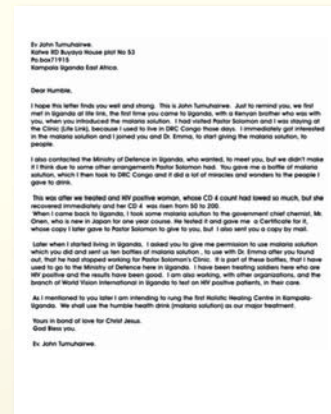 Ev John Tumuhairwe.
Katwe RD Buyaya House plot No 53
Po.box71915
Kampala Uganda East Africa.
Dear Humble,
I hope this letter finds you well and strong. This is John Tumuhairwe. Just to remind you, we first
met in Uganda at life link, the first time you came to Uganda, with a Kenyan brother who was with
you, when you introduced the malaria solution. I had visited Pastor Solomon and I was staying at
the Clinic (Life Link), because I used to live in DRC Congo those days. I immediately got interested
in the malaria solution and I joined you and Dr. Emma, to start giving the malaria solution, to
people.
I also contacted the Ministry of Defence in Uganda, who wanted, to meet you, but we didn't make
it I think due to some other arrangements Pastor Solomon had. You gave me a bottle of malaria
solution, which I then took to DRC Congo and it did a lot of miracles and wonders to the people I
gave to drink.
This was after we treated and HIV positive woman, whose CD 4 count had lowed so much, but she
recovered immediately and her CD 4 was risen from 50 to 200.
When I came back to Uganda, I took some malaria solution to the government chief chemist, Mr.
Onen, who is new in Japan for one year course. He tested it and gave me a Certificate for it,
whose copy I later gave to Pastor Solomon to give to you, but I also sent you a copy by mail.
Later when I started living in Uganda, I asked you to give me permission to use malaria solution
which you did and sent us ten bottles of malaria solution , to use with Dr. Emma after you found
out, that he had stopped working for Pastor Solomon's Clinic. It is part of these bottles, that I have
used to go to the Ministry of Defence here in Uganda. I have been treating soldiers here who are
HIV positive and the results have been good. I am also working, with other organizations, and the
branch of World Vision International in Uganda to test on HIV positive patients, in their care.
As I mentioned to you later I am intending to rung the first Holistic Healing Centre in Kampala-
Uganda. We shall use the humble health drink (malaria solution) as our major treatment.
Yours in bond of love for Christ Jesus.
God Bless you.
Ev. John Tumuhairwe.